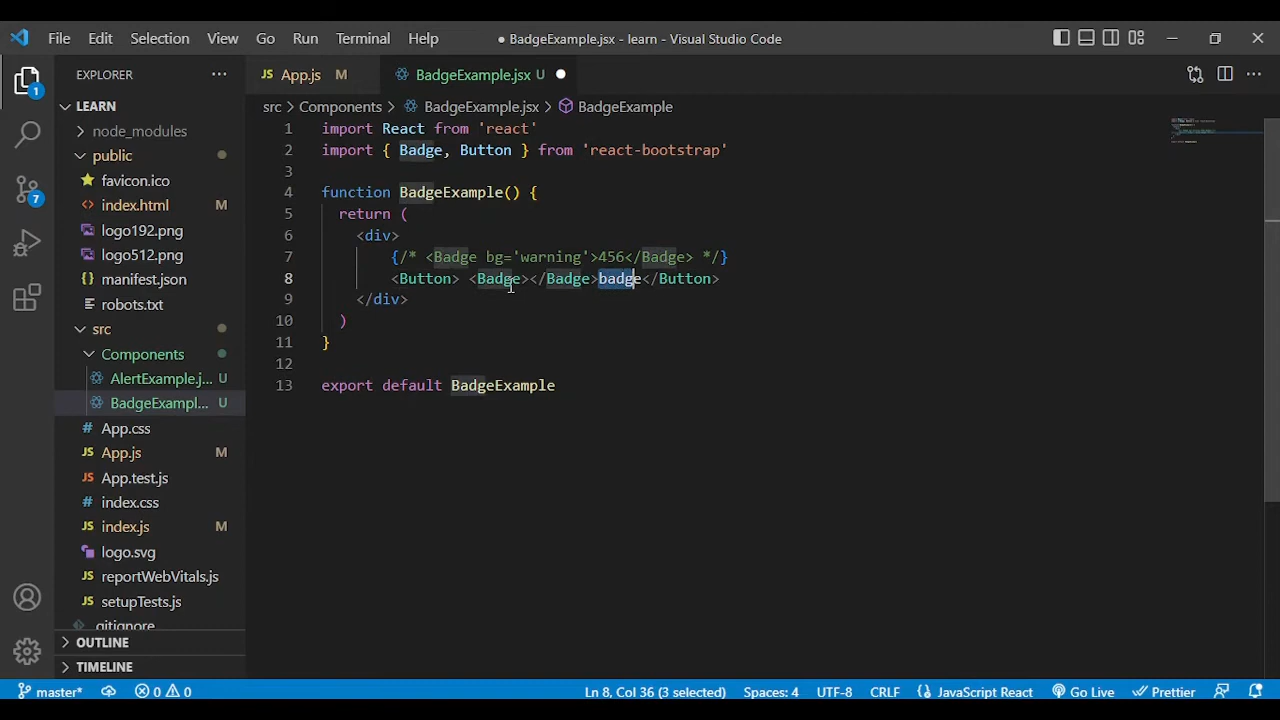 File Edit Selection View Go Run Terminal Help
● BadgeExample.jsx - learn - Visual Studio Code
EXPLORER ···
App.js M
BadgeExample.jsx U
src > Components > BadgeExample.jsx > BadgeExample
1
LEARN
node_modules
public
favicon.ico
index.html M
logo192.png
logo512.png
manifest.json
robots.txt
src
Components
AlertExample.j... U
BadgeExampl... U
App.css
App.js M
App.test.js
index.css
index.js M
logo.svg
reportWebVitals.js
setupTests.js
.gitignore
OUTLINE
TIMELINE
7
1 import React from 'react'
2 import { Badge, Button } from 'react-bootstrap'
3
4 function BadgeExample() {
5 return (
6 <div>
7 {/* <Badge bg='warning'>456</Badge> */}
8 <Button> <Badge></Badge>badge</Button>
9 </div>
10 )
11 }
12
13 export default BadgeExample
master* 0 0 Ln 8, Col 36 (3 selected) Spaces: 4 UTF-8 CRLF JavaScript React Go Live Prettier